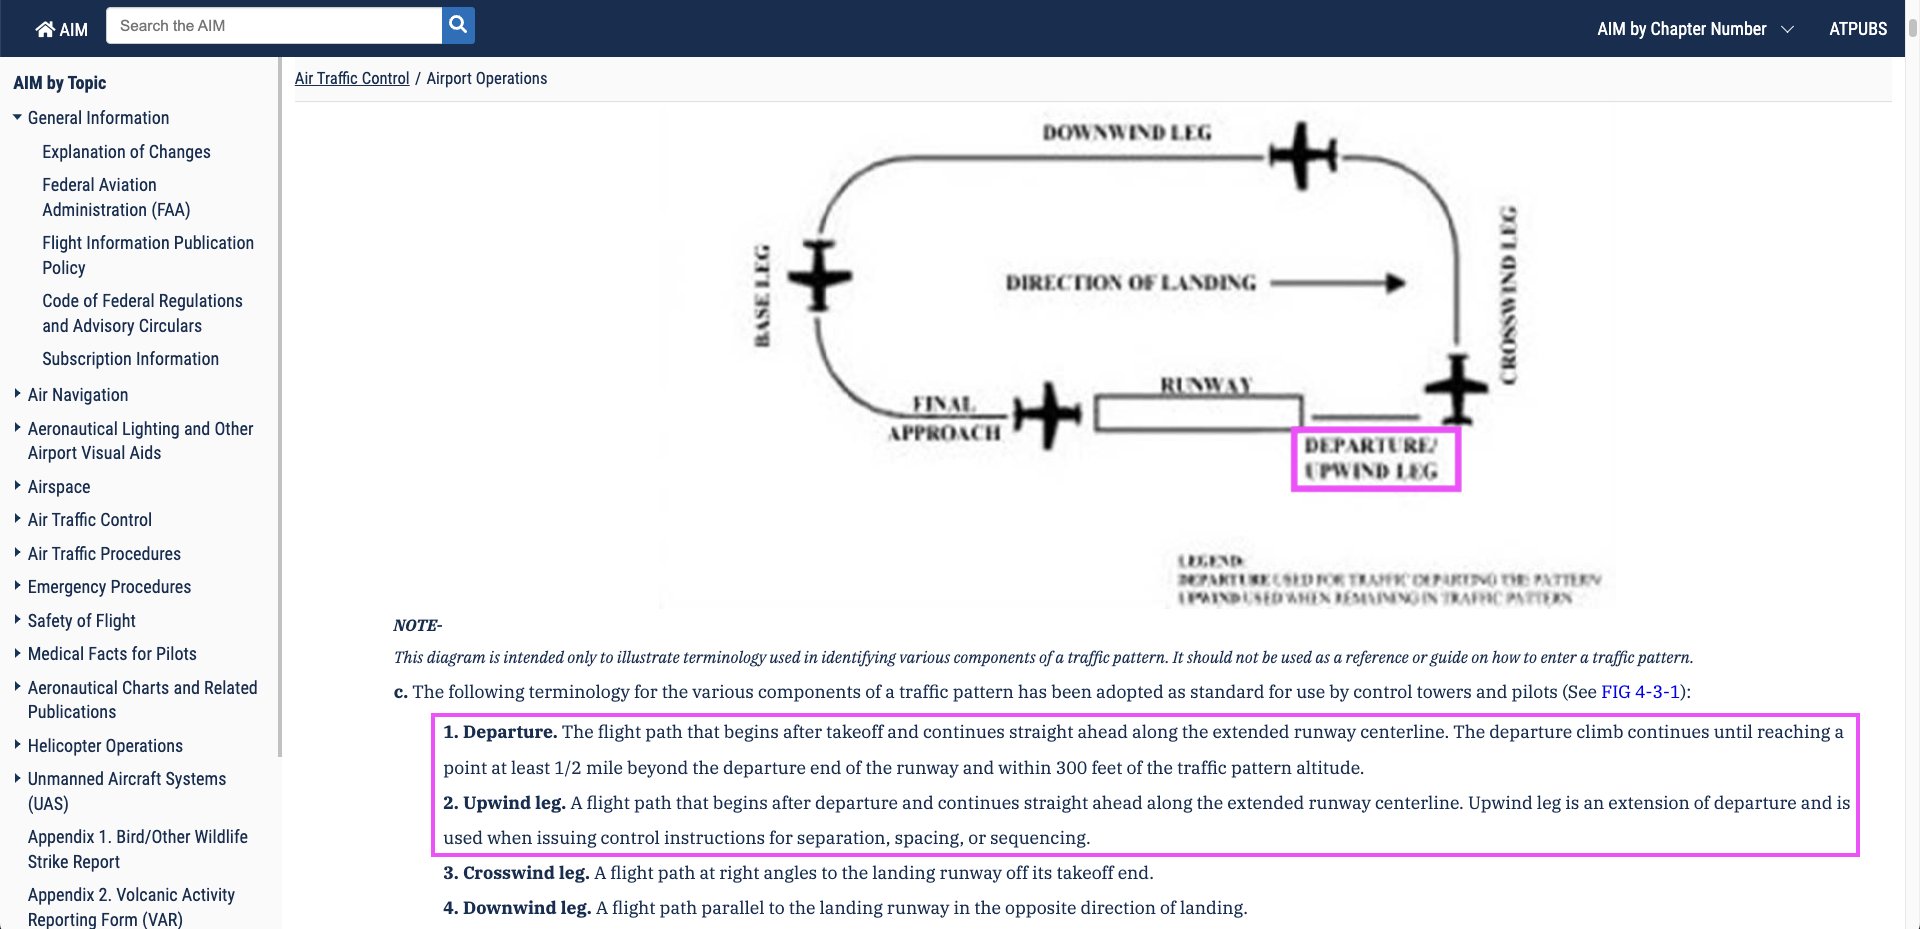 AIM
Search the AIM
AIM by Chapter Number
ATPUBS
AIM by Topic
General Information
Explanation of Changes
Federal Aviation
Administration (FAA)
Flight Information Publication
Policy
Code of Federal Regulations
and Advisory Circulars
Subscription Information
Air Navigation
Aeronautical Lighting and Other
Airport Visual Aids
Airspace
Air Traffic Control
Air Traffic Procedures
Emergency Procedures
Safety of Flight
Medical Facts for Pilots
Aeronautical Charts and Related
Publications
Helicopter Operations
Unmanned Aircraft Systems
(UAS)
Appendix 1. Bird/Other Wildlife
Strike Report
Appendix 2. Volcanic Activity
Reporting Form (VAR)
Air Traffic Control / Airport Operations
DOWNWIND LEG
CROSSWIND LEG
BASE LEG
DIRECTION OF LANDING
RUNWAY
FINAL
APPROACH
DEPARTURE/
UPWIND LEG
LEGEND:
DEPARTURE USED FOR TRAFFIC DEPARTING THE PATTERN
UPWIND USED WHEN REMAINING IN TRAFFIC PATTERN
NOTE-
This diagram is intended only to illustrate terminology used in identifying various components of a traffic pattern. It should not be used as a reference or guide on how to enter a traffic pattern.
c. The following terminology for the various components of a traffic pattern has been adopted as standard for use by control towers and pilots (See FIG 4-3-1):
1. Departure. The flight path that begins after takeoff and continues straight ahead along the extended runway centerline. The departure climb continues until reaching a
point at least 1/2 mile beyond the departure end of the runway and within 300 feet of the traffic pattern altitude.
2. Upwind leg. A flight path that begins after departure and continues straight ahead along the extended runway centerline. Upwind leg is an extension of departure and is
used when issuing control instructions for separation, spacing, or sequencing.
3. Crosswind leg. A flight path at right angles to the landing runway off its takeoff end.
4. Downwind leg. A flight path parallel to the landing runway in the opposite direction of landing.